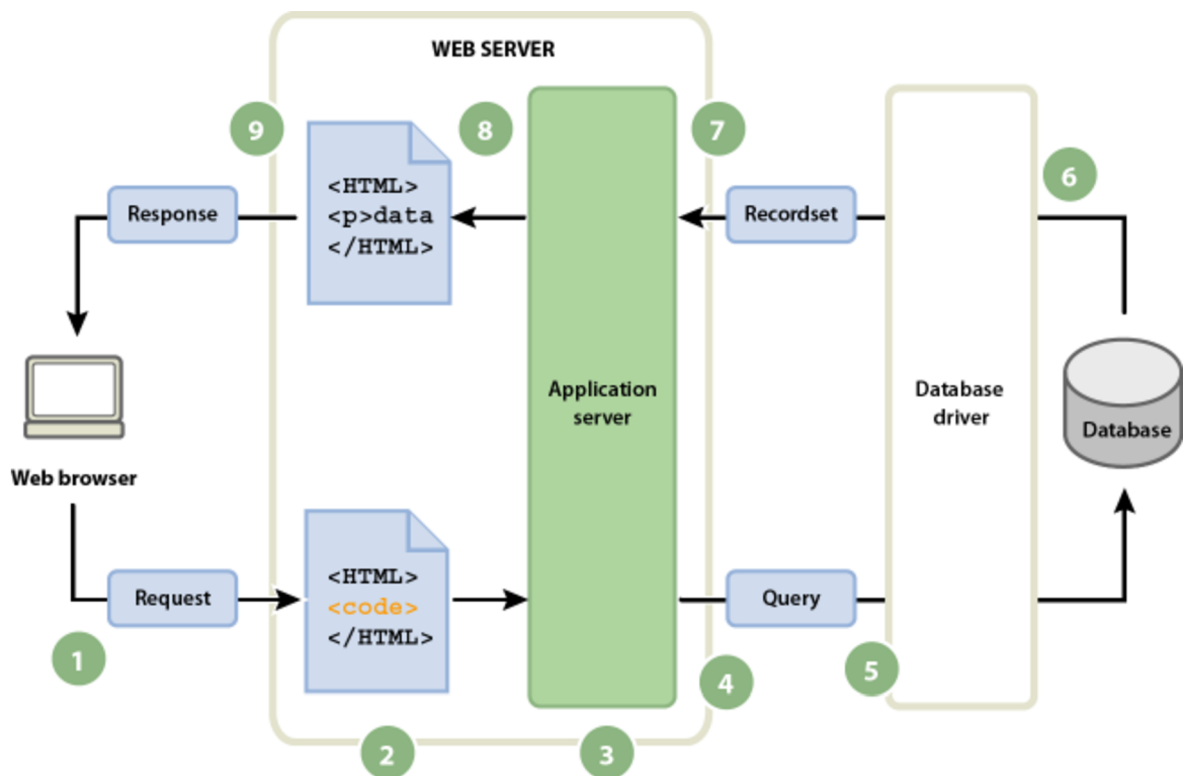 WEB SERVER
9
8
7
6
<HTML>
<p>data
</HTML>
Response
Recordset
Application
server
Database
driver
Database
Web browser
<HTML>
<code>
</HTML>
Request
Query
1
2
3
4
5